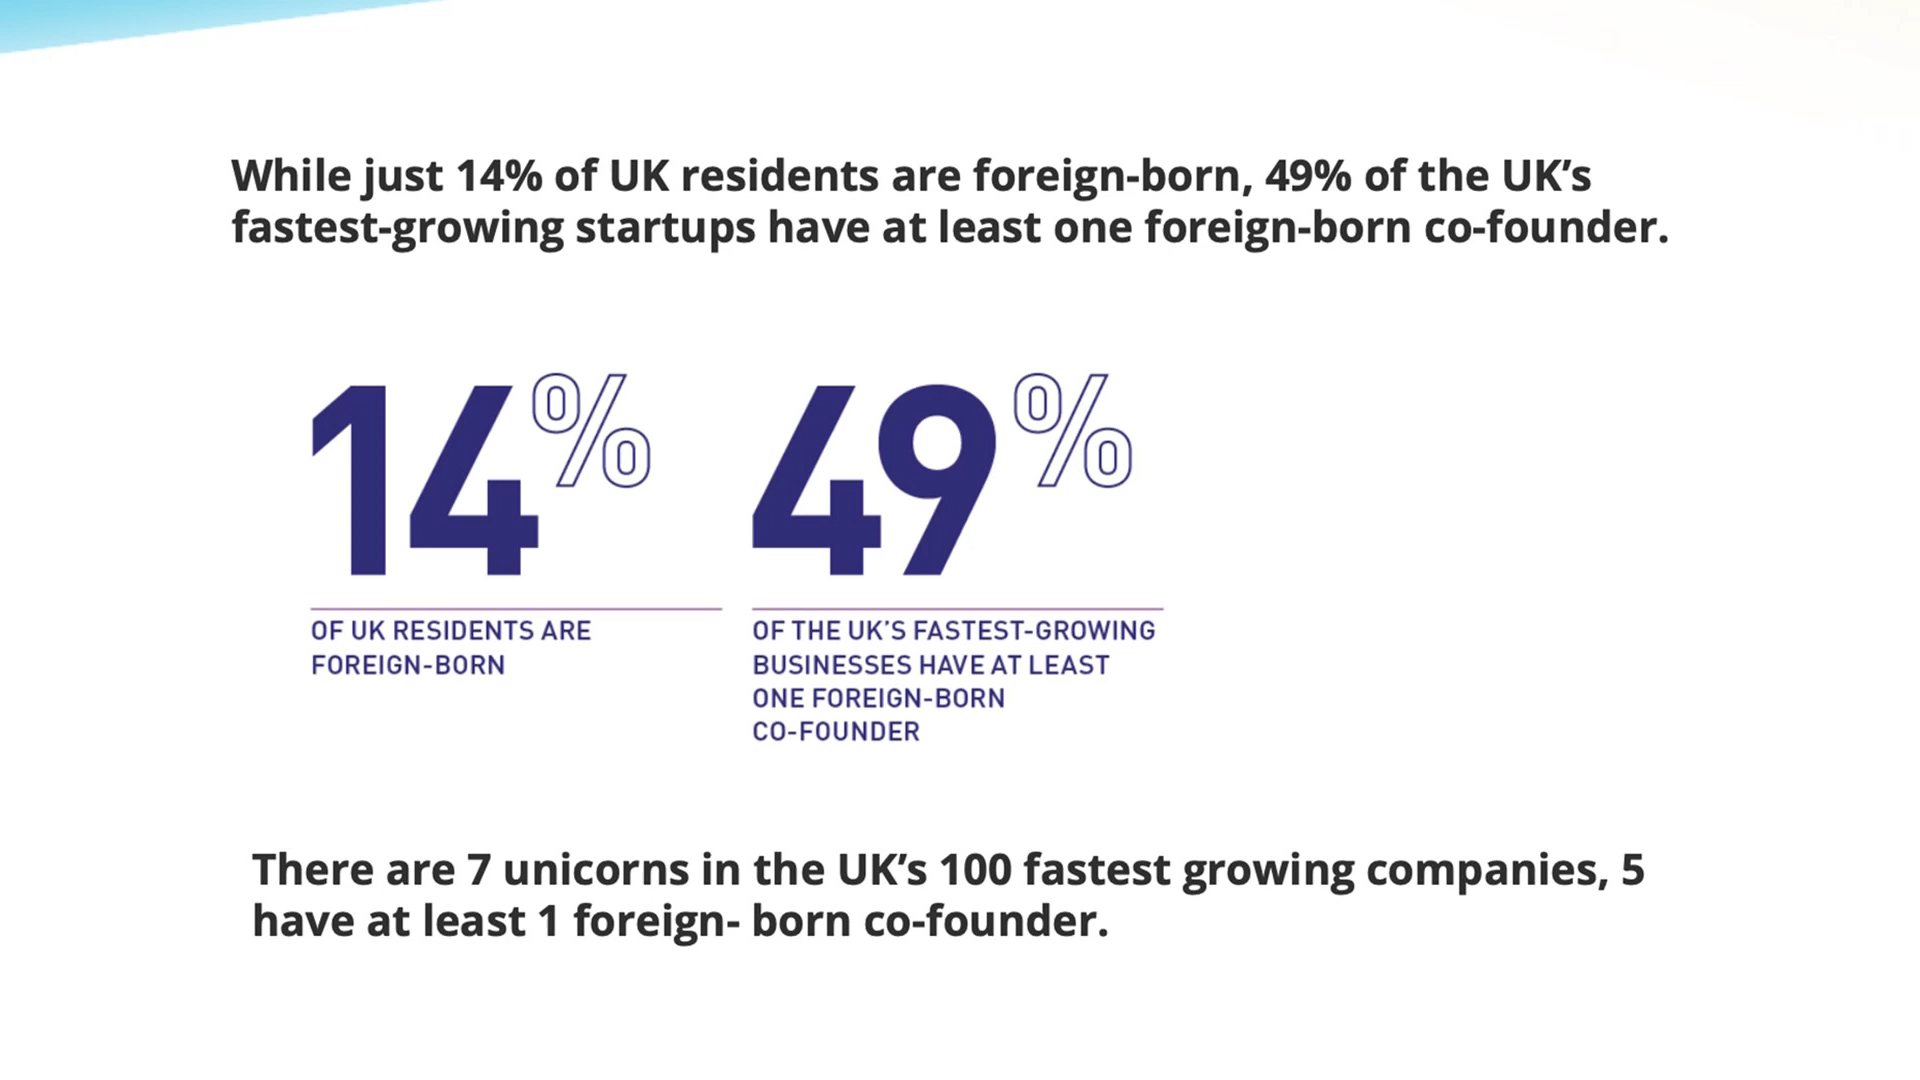 While just 14% of UK residents are foreign-born, 49% of the UK’s
fastest-growing startups have at least one foreign-born co-founder.
14%
49%
OF UK RESIDENTS ARE
FOREIGN-BORN
OF THE UK’S FASTEST-GROWING
BUSINESSES HAVE AT LEAST
ONE FOREIGN-BORN
CO-FOUNDER
There are 7 unicorns in the UK’s 100 fastest growing companies, 5
have at least 1 foreign- born co-founder.